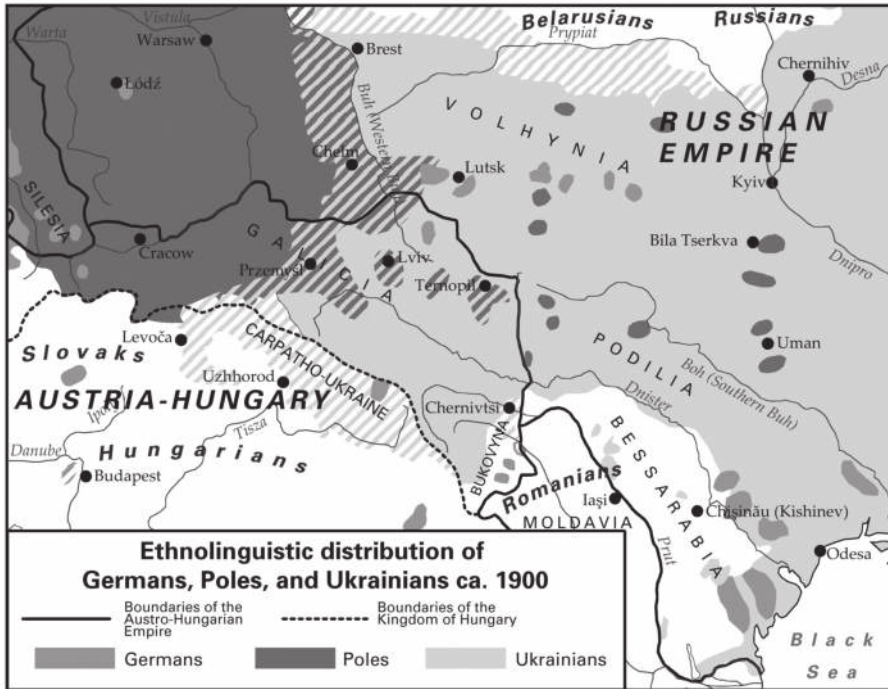 Vistula
Belarusians
Russians
Warta
Warsaw
Prypiat
Brest
Chernihiv
Łódź
Desna
Buh (Western Buh)
VOLHYNIA
RUSSIAN
EMPIRE
Chełm
Lutsk
Kyiv
SILESIA
GALICIA
Cracow
Bila Tserkva
Przemyśl
Lviv
Dnipro
Ternopil
Levoča
CARPATHO-UKRAINE
Uman
Slovaks
PODILIA
Boh (Southern Buh)
Uzhhorod
AUSTRIA-HUNGARY
Dnister
Chernivtsi
Tisza
Danube
Hungarians
BUKOVYNA
BESSARABIA
Budapest
Romanians
Iaşi
Chişinău (Kishinev)
MOLDAVIA
Prut
Odesa
Black
Sea
Ethnolinguistic distribution of
Germans, Poles, and Ukrainians ca. 1900
Boundaries of the
Austro-Hungarian
Empire
Boundaries of the
Kingdom of Hungary
Germans
Poles
Ukrainians